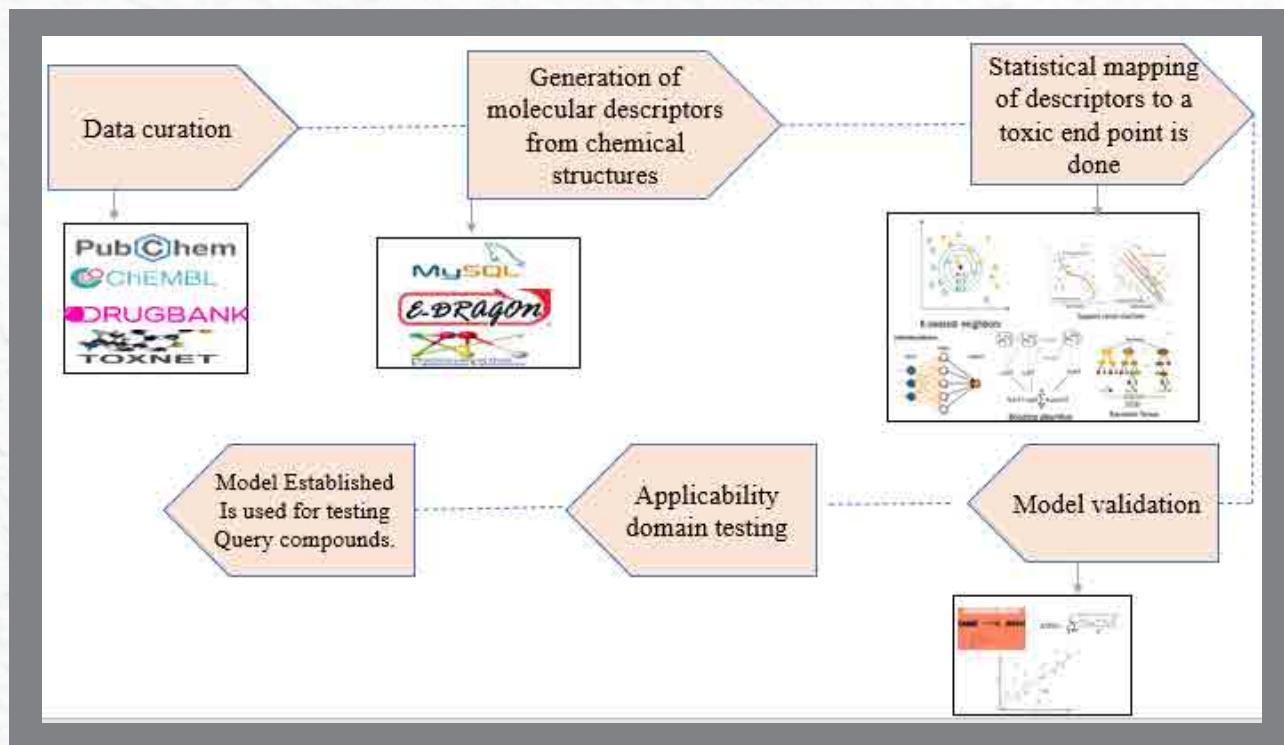 Data curation
Generation of
molecular descriptors
from chemical
structures
Statistical mapping
of descriptors to a
toxic end point is
done
PubChem
ChEMBL
DRUGBANK
TOXNET
MySQL
E-DRAGON
K-nearest neighbors
Support vector machine
Boosting algorithm
Model Established
Is used for testing
Query compounds.
Applicability
domain testing
Model validation